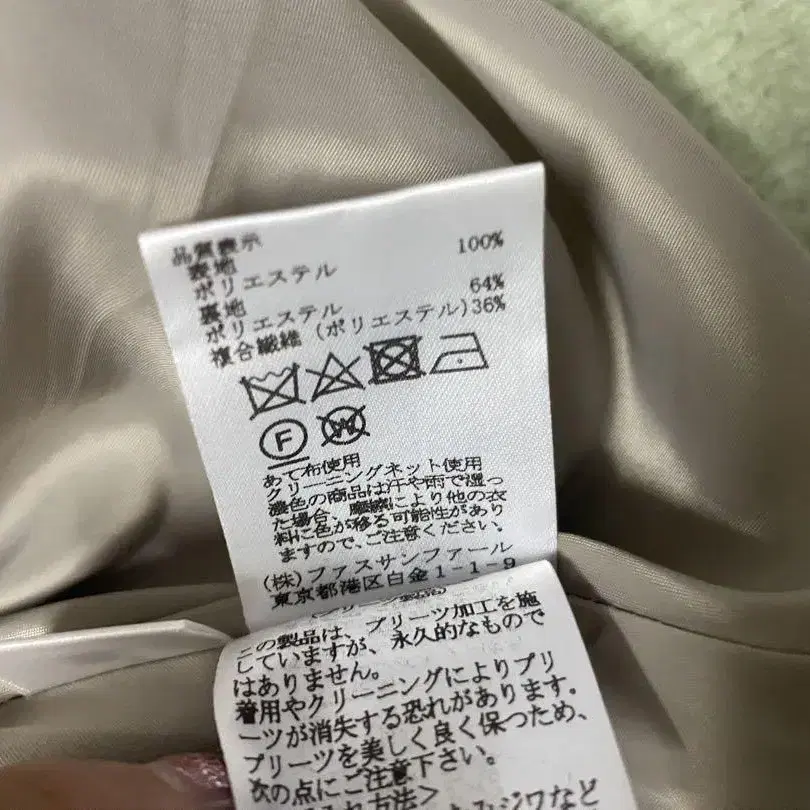 品質表示
表地
ポリエステル 100%
裏地
ポリエステル 64%
複合繊維 (ポリエステル) 36%
F
W
あて布使用
クリーニングネット使用
濃色の商品は汗や雨で湿っ
た場合、摩擦により他の衣
料に色が移る可能性があり
ますので、ご注意ください。
(株)ファスサンファール
東京都港区白金1-1-9
この製品は、プリーツ加工を施
していますが、永久的なもので
はありません。
着用やクリーニングによりプリ
ーツが消失する恐れがあります。
プリーツを美しく良く保つため、
次の点にご注意下さい。